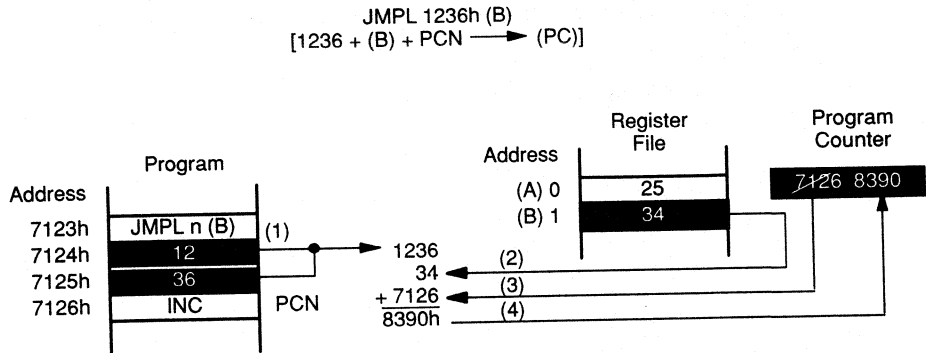 JMPL 1236h (B)
[1236 + (B) + PCN → (PC)]
Program
Address
7123h
JMPL n (B)
7124h
12
7125h
36
7126h
INC
PCN
(1)
1236
34
+ 7126
8390h
(2)
(3)
(4)
Register
File
Address
(A) 0
25
(B) 1
34
Program
Counter
7126 8390